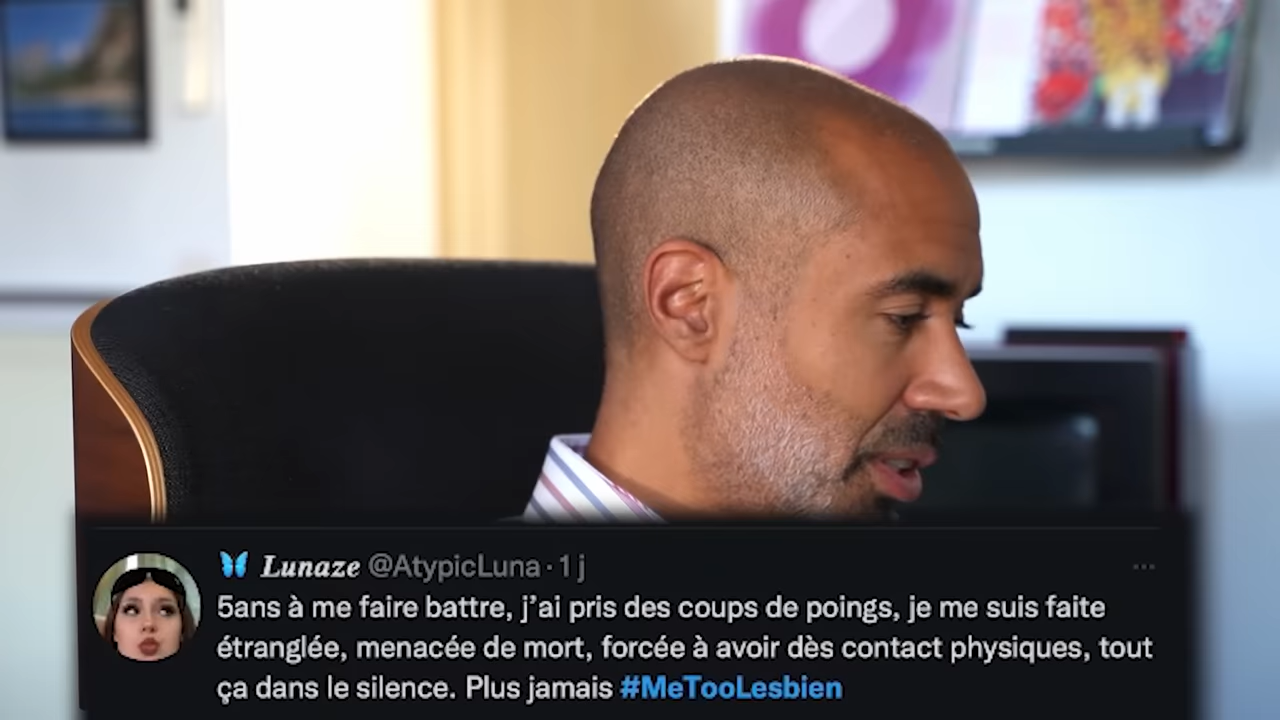 Lunaze @AtypicLuna · 1 j
5ans à me faire battre, j’ai pris des coups de poings, je me suis faite
étranglée, menacée de mort, forcée à avoir dès contact physiques, tout
ça dans le silence. Plus jamais #MeTooLesbien